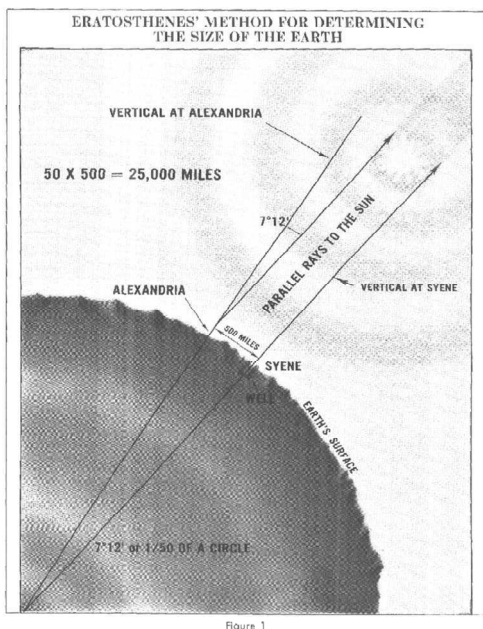 ERATOSTHENES' METHOD FOR DETERMINING
THE SIZE OF THE EARTH
VERTICAL AT ALEXANDRIA
50 X 500 = 25,000 MILES
7°12'
PARALLEL RAYS TO THE SUN
ALEXANDRIA
VERTICAL AT SYENE
500 MILES
SYENE
WELL
EARTH'S SURFACE
7°12' or 1/50 OF A CIRCLE
Figure 1